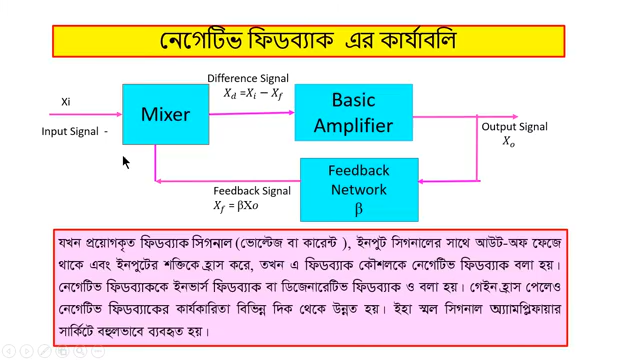 নেগেটিভ ফিডব্যাক এর কার্যাবলি
Difference Signal
Xd =Xi − Xf
Xi
Input Signal -
Mixer
Basic
Amplifier
Output Signal
Xo
Feedback Signal
Xf = βXo
Feedback
Network
β
যখন প্রয়োগকৃত ফিডব্যাক সিগনাল (ভোল্টেজ বা কারেন্ট ), ইনপুট সিগনালের সাথে আউট-অফ ফেজে
থাকে এবং ইনপুটের শক্তিকে হ্রাস করে, তখন এ ফিডব্যাক কৌশলকে নেগেটিভ ফিডব্যাক বলা হয়।
নেগেটিভ ফিডব্যাককে ইনভার্স ফিডব্যাক বা ডিজেনারেটিভ ফিডব্যাক ও বলা হয়। গেইন হ্রাস পেলেও
নেগেটিভ ফিডব্যাকের কার্যকারিতা বিভিন্ন দিক থেকে উন্নত হয়। ইহা স্মল সিগনাল অ্যামপ্লিফায়ার
সার্কিটে বহুলভাবে ব্যবহৃত হয়।